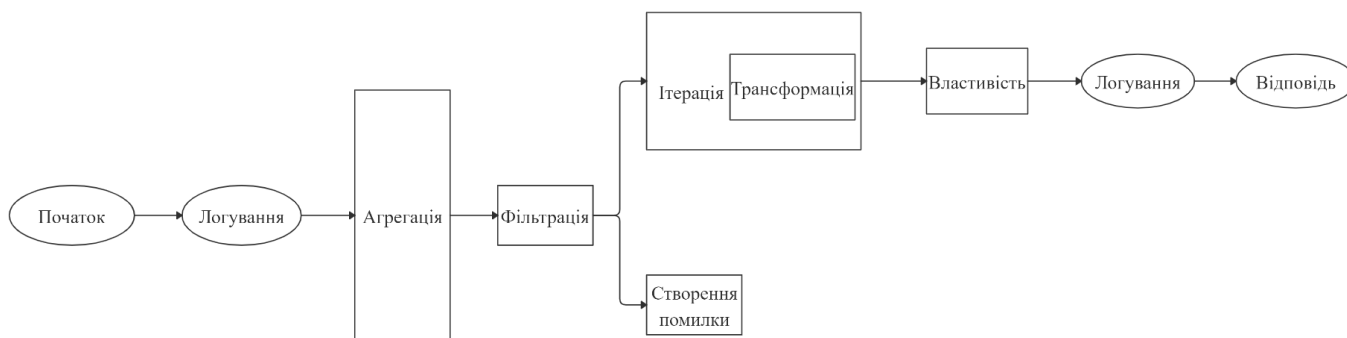 Початок
Логування
Агрегація
Фільтрація
Ітерація
Трансформація
Властивість
Логування
Відповідь
Створення
помилки